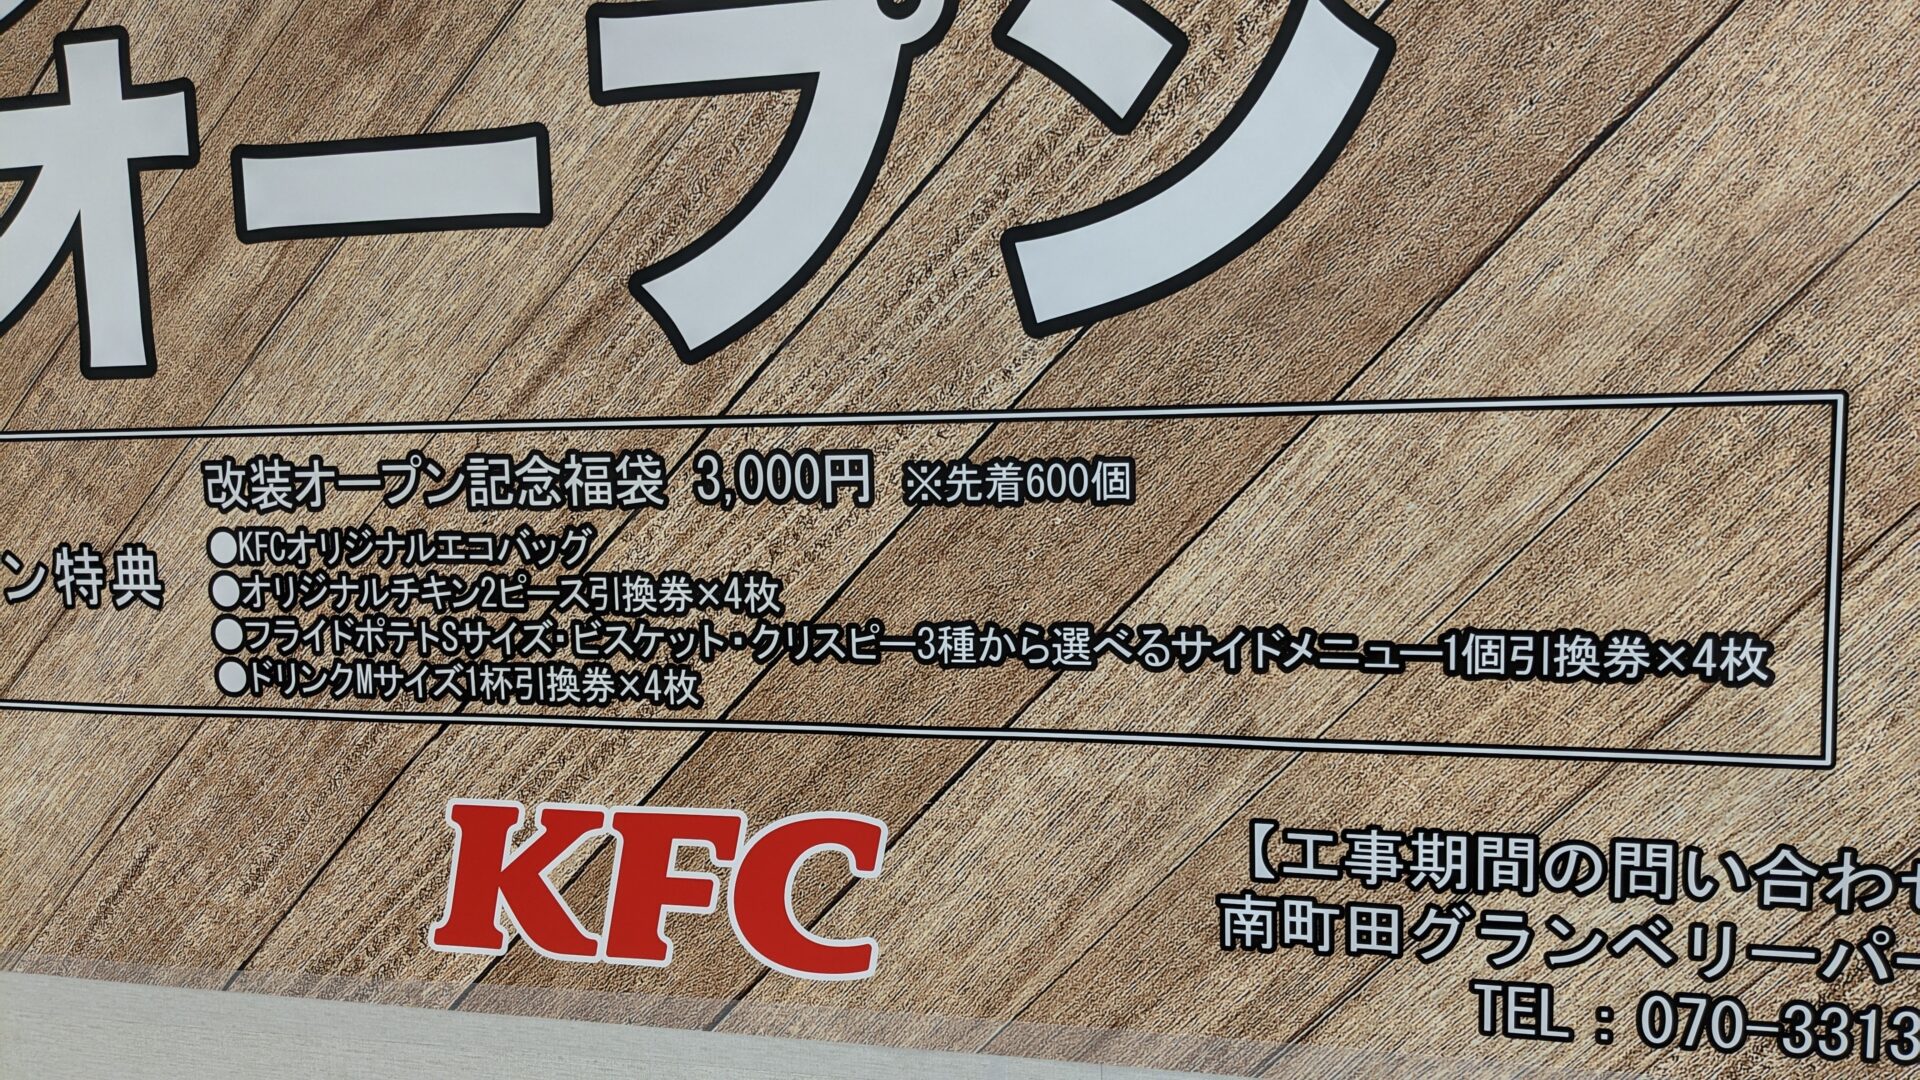 オープン
改装オープン記念福袋 3,000円 ※先着600個
ン特典
●KFCオリジナルエコバッグ
●オリジナルチキン2ピース引換券×4枚
●フライドポテトSサイズ・ビスケット・クリスピー3種から選べるサイドメニュー1個引換券×4枚
●ドリンクMサイズ1杯引換券×4枚
KFC
【工事期間の問い合わせ
南町田グランベリーパー
TEL：070-3313